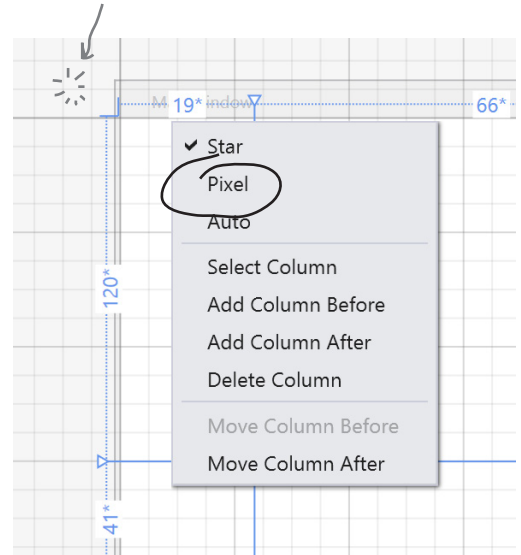 19*
66*
Star
Pixel
Auto
120*
Select Column
Add Column Before
Add Column After
Delete Column
Move Column Before
Move Column After
41*